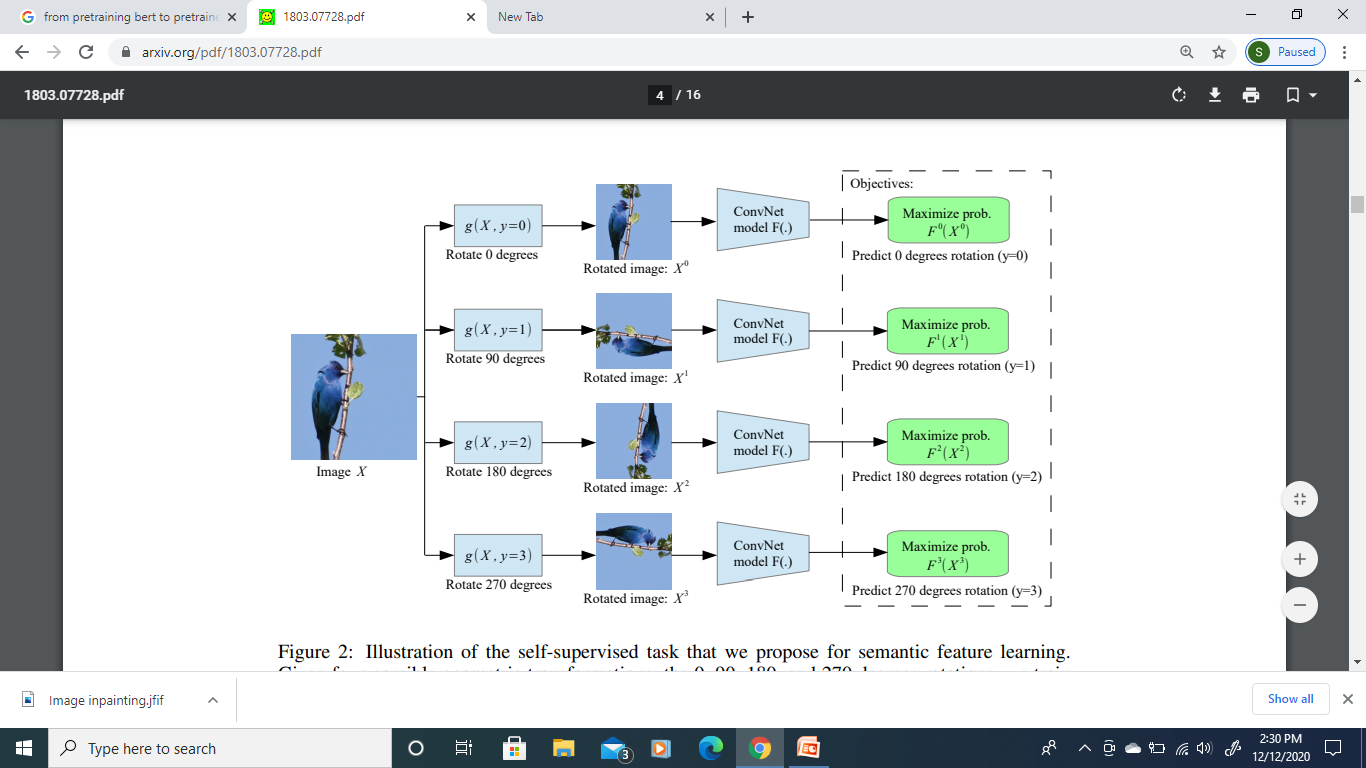 from pretraining bert to pretraine
1803.07728.pdf
New Tab
arxiv.org/pdf/1803.07728.pdf
S Paused
1803.07728.pdf
4 / 16
Objectives:
g(X, y=0)
Rotate 0 degrees
Rotated image: X⁰
ConvNet
model F(.)
Maximize prob.
F⁰(X⁰)
Predict 0 degrees rotation (y=0)
g(X, y=1)
Rotate 90 degrees
Rotated image: X¹
ConvNet
model F(.)
Maximize prob.
F¹(X¹)
Predict 90 degrees rotation (y=1)
Image X
g(X, y=2)
Rotate 180 degrees
Rotated image: X²
ConvNet
model F(.)
Maximize prob.
F²(X²)
Predict 180 degrees rotation (y=2)
g(X, y=3)
Rotate 270 degrees
Rotated image: X³
ConvNet
model F(.)
Maximize prob.
F³(X³)
Predict 270 degrees rotation (y=3)
Figure 2: Illustration of the self-supervised task that we propose for semantic feature learning.
Image inpainting.jfif
Show all
Type here to search
3
2:30 PM
12/12/2020